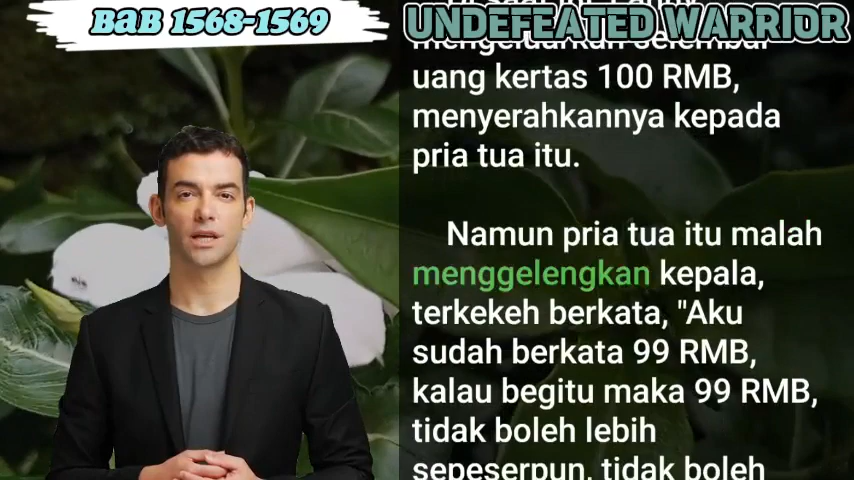 BAB 1568-1569
UNDEFEATED WARRIOR
mengeluarkan selembar
uang kertas 100 RMB,
menyerahkannya kepada
pria tua itu.
Namun pria tua itu malah
menggelengkan kepala,
terkekeh berkata, "Aku
sudah berkata 99 RMB,
kalau begitu maka 99 RMB,
tidak boleh lebih
sepeserpun, tidak boleh